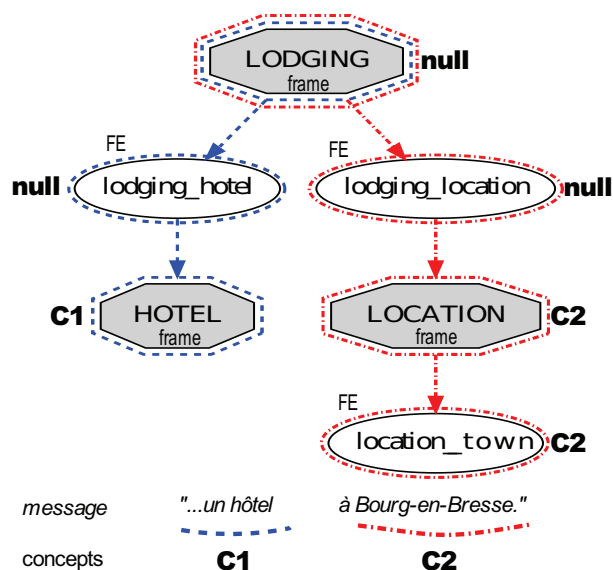 LODGING null
frame
FE FE
null lodging_hotel lodging_location null
C1 HOTEL LOCATION C2
frame frame
FE
location_town C2
message "...un hôtel à Bourg-en-Bresse."
concepts C1 C2